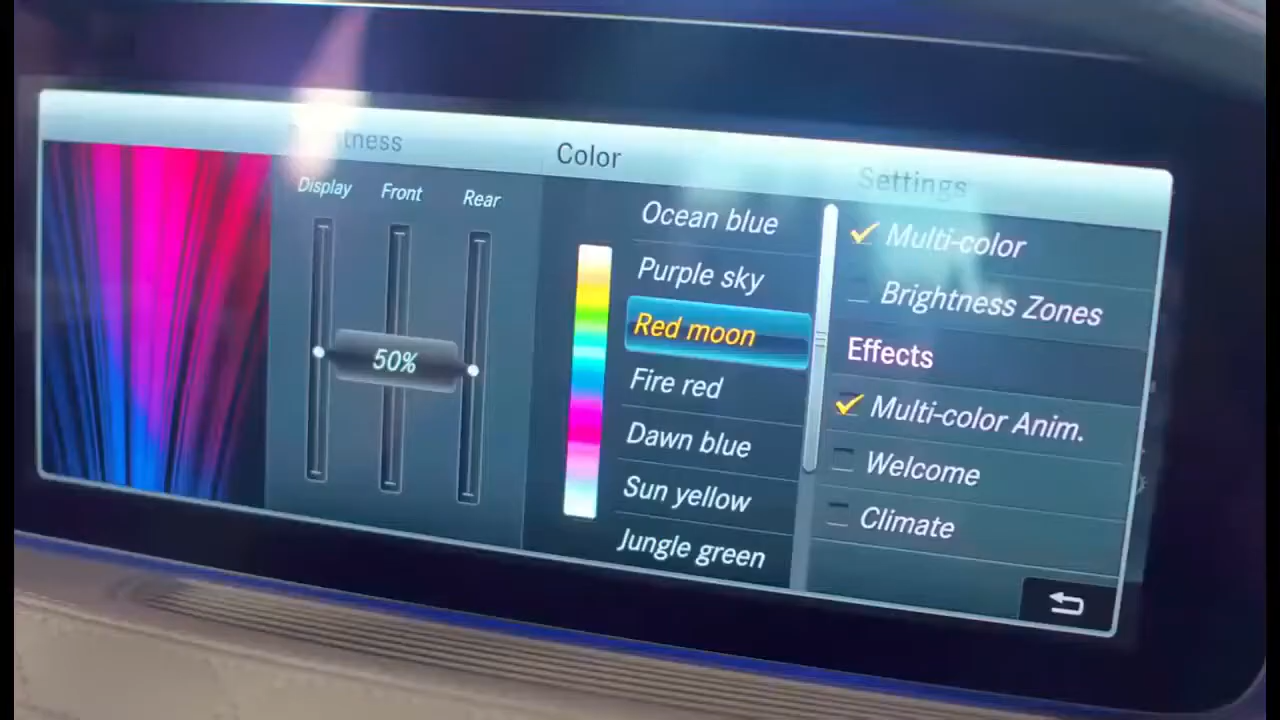 Color
Settings
Display
Front
Rear
50%
Ocean blue
Purple sky
Red moon
Fire red
Dawn blue
Sun yellow
Jungle green
Multi-color
Brightness Zones
Effects
Multi-color Anim.
Welcome
Climate